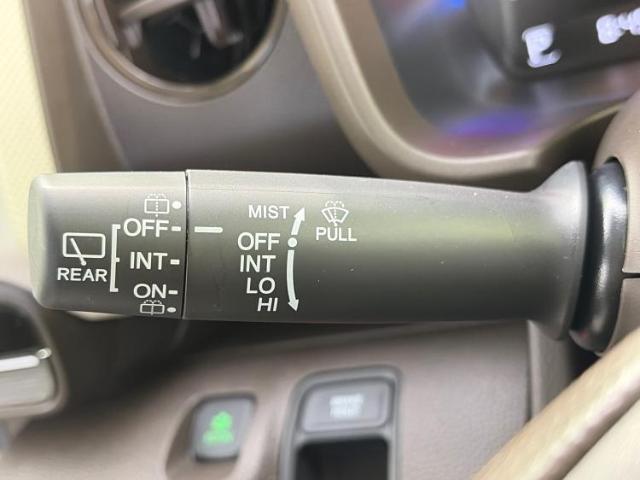 MIST
PULL
OFF
INT
LO
HI
REAR
OFF
INT
ON
E